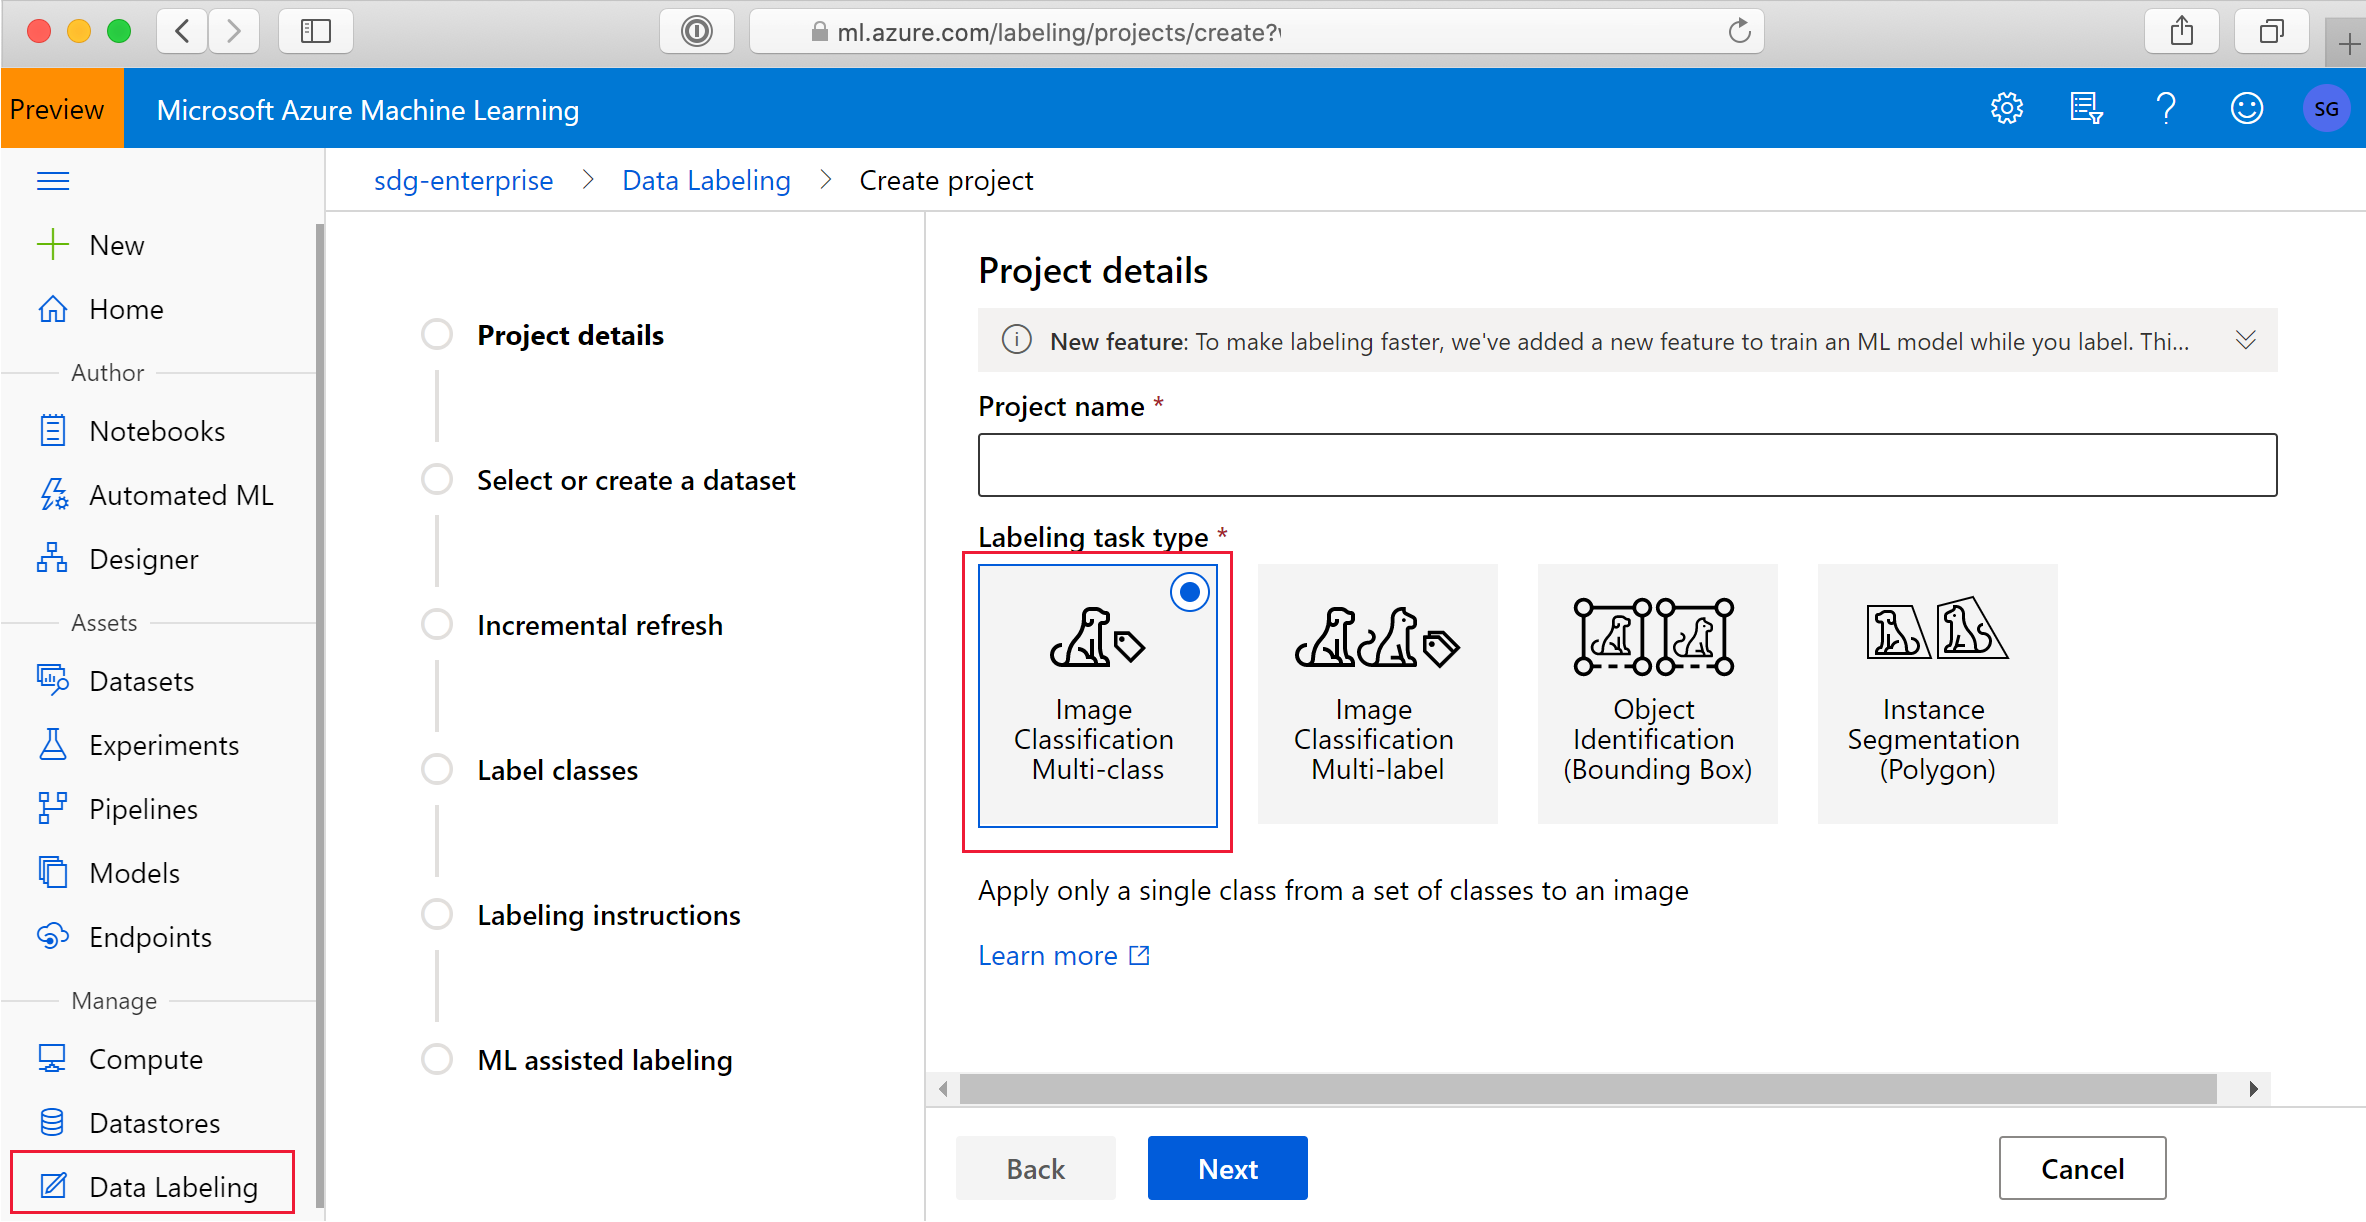 ml.azure.com/labeling/projects/create?
Preview
Microsoft Azure Machine Learning
SG
sdg-enterprise > Data Labeling > Create project
New
Home
Author
Notebooks
Automated ML
Designer
Assets
Datasets
Experiments
Pipelines
Models
Endpoints
Manage
Compute
Datastores
Data Labeling
Project details
Select or create a dataset
Incremental refresh
Label classes
Labeling instructions
ML assisted labeling
Project details
New feature: To make labeling faster, we've added a new feature to train an ML model while you label. Thi...
Project name *
Labeling task type *
Image
Classification
Multi-class
Image
Classification
Multi-label
Object
Identification
(Bounding Box)
Instance
Segmentation
(Polygon)
Apply only a single class from a set of classes to an image
Learn more
Back
Next
Cancel